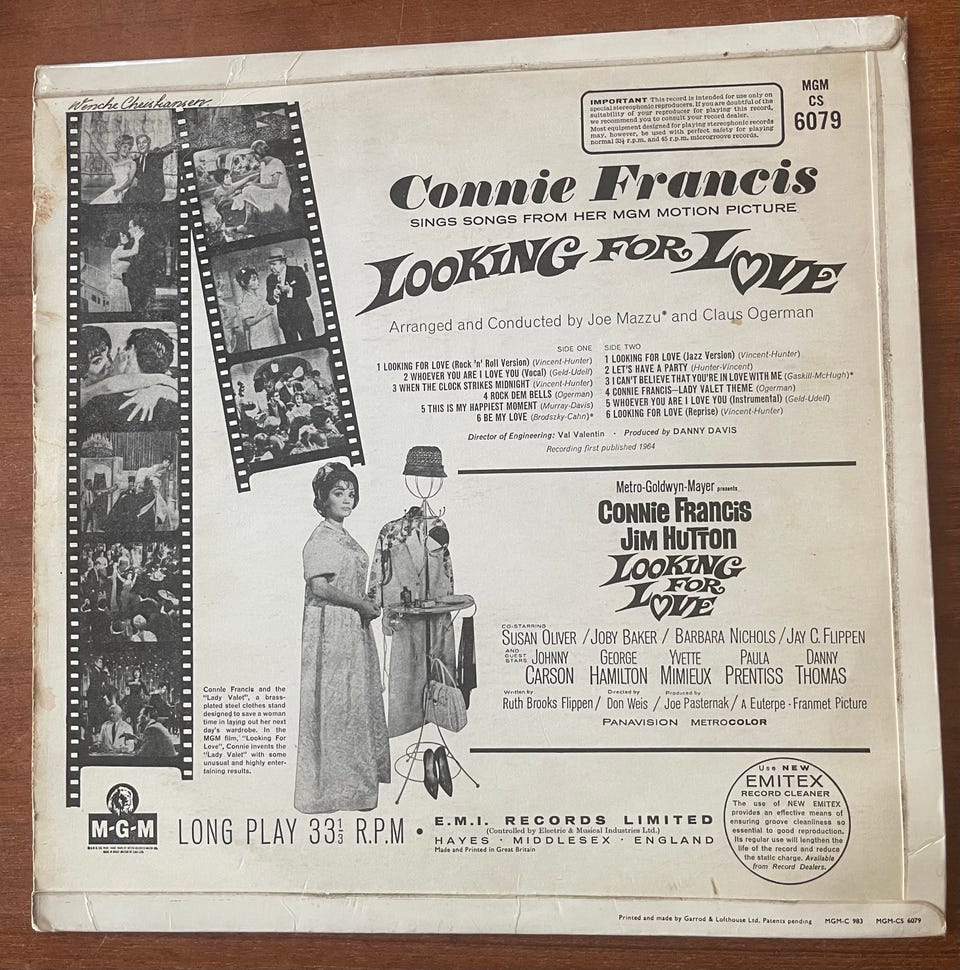 Wenche Christiansen
IMPORTANT This record is intended for use only on
special stereophonic reproducers. If you are doubtful of the
suitability of your reproducer for playing this record,
we recommend you to consult your record dealer.
Most equipment designed for playing stereophonic records
may, however, be used with perfect safety for playing
normal 33⅓ r.p.m. and 45 r.p.m. microgroove records.
MGM
CS
6079
Connie Francis
SINGS SONGS FROM HER MGM MOTION PICTURE
LOOKING FOR LOVE
Arranged and Conducted by Joe Mazzu* and Claus Ogerman
SIDE ONE
1 LOOKING FOR LOVE (Rock 'n' Roll Version) (Vincent-Hunter)
2 WHOEVER YOU ARE I LOVE YOU (Vocal) (Geld-Udell)
3 WHEN THE CLOCK STRIKES MIDNIGHT (Vincent-Hunter)
4 ROCK DEM BELLS (Ogerman)
5 THIS IS MY HAPPIEST MOMENT (Murray-Davis)
6 BE MY LOVE (Brodszky-Cahn)*
SIDE TWO
1 LOOKING FOR LOVE (Jazz Version) (Vincent-Hunter)
2 LET'S HAVE A PARTY (Hunter-Vincent)
3 I CAN'T BELIEVE THAT YOU'RE IN LOVE WITH ME (Gaskill-McHugh)*
4 CONNIE FRANCIS—LADY VALET THEME (Ogerman)
5 WHOEVER YOU ARE I LOVE YOU (Instrumental) (Geld-Udell)
6 LOOKING FOR LOVE (Reprise) (Vincent-Hunter)
Director of Engineering: Val Valentin · Produced by DANNY DAVIS
Recording first published 1964
Metro-Goldwyn-Mayer presents
CONNIE FRANCIS
JIM HUTTON
LOOKING
FOR
LOVE
CO-STARRING
SUSAN OLIVER / JOBY BAKER / BARBARA NICHOLS / JAY C. FLIPPEN
AND GUEST STARS
JOHNNY CARSON
GEORGE HAMILTON
YVETTE MIMIEUX
PAULA PRENTISS
DANNY THOMAS
Written by Ruth Brooks Flippen / Directed by Don Weis / Produced by Joe Pasternak / A Euterpe - Franmet Picture
PANAVISION METROCOLOR
Connie Francis and the
"Lady Valet", a brass-
plated steel clothes stand
designed to save a woman
time in laying out her next
day's wardrobe. In the
MGM film, "Looking For
Love", Connie invents the
"Lady Valet" with some
unusual and highly enter-
taining results.
M-G-M
LONG PLAY 33⅓ R.P.M •
E.M.I. RECORDS LIMITED
(Controlled by Electric & Musical Industries Ltd.)
HAYES · MIDDLESEX · ENGLAND
Made and Printed in Great Britain
Use NEW
EMITEX
RECORD CLEANER
The use of NEW EMITEX
provides an effective means of
ensuring groove cleanliness so
essential to good reproduction.
Its regular use will lengthen the
life of the record and reduce
the static charge. Available
from Record Dealers.
Printed and made by Garrod & Lofthouse Ltd. Patents pending MGM-C 983 MGM-CS 6079